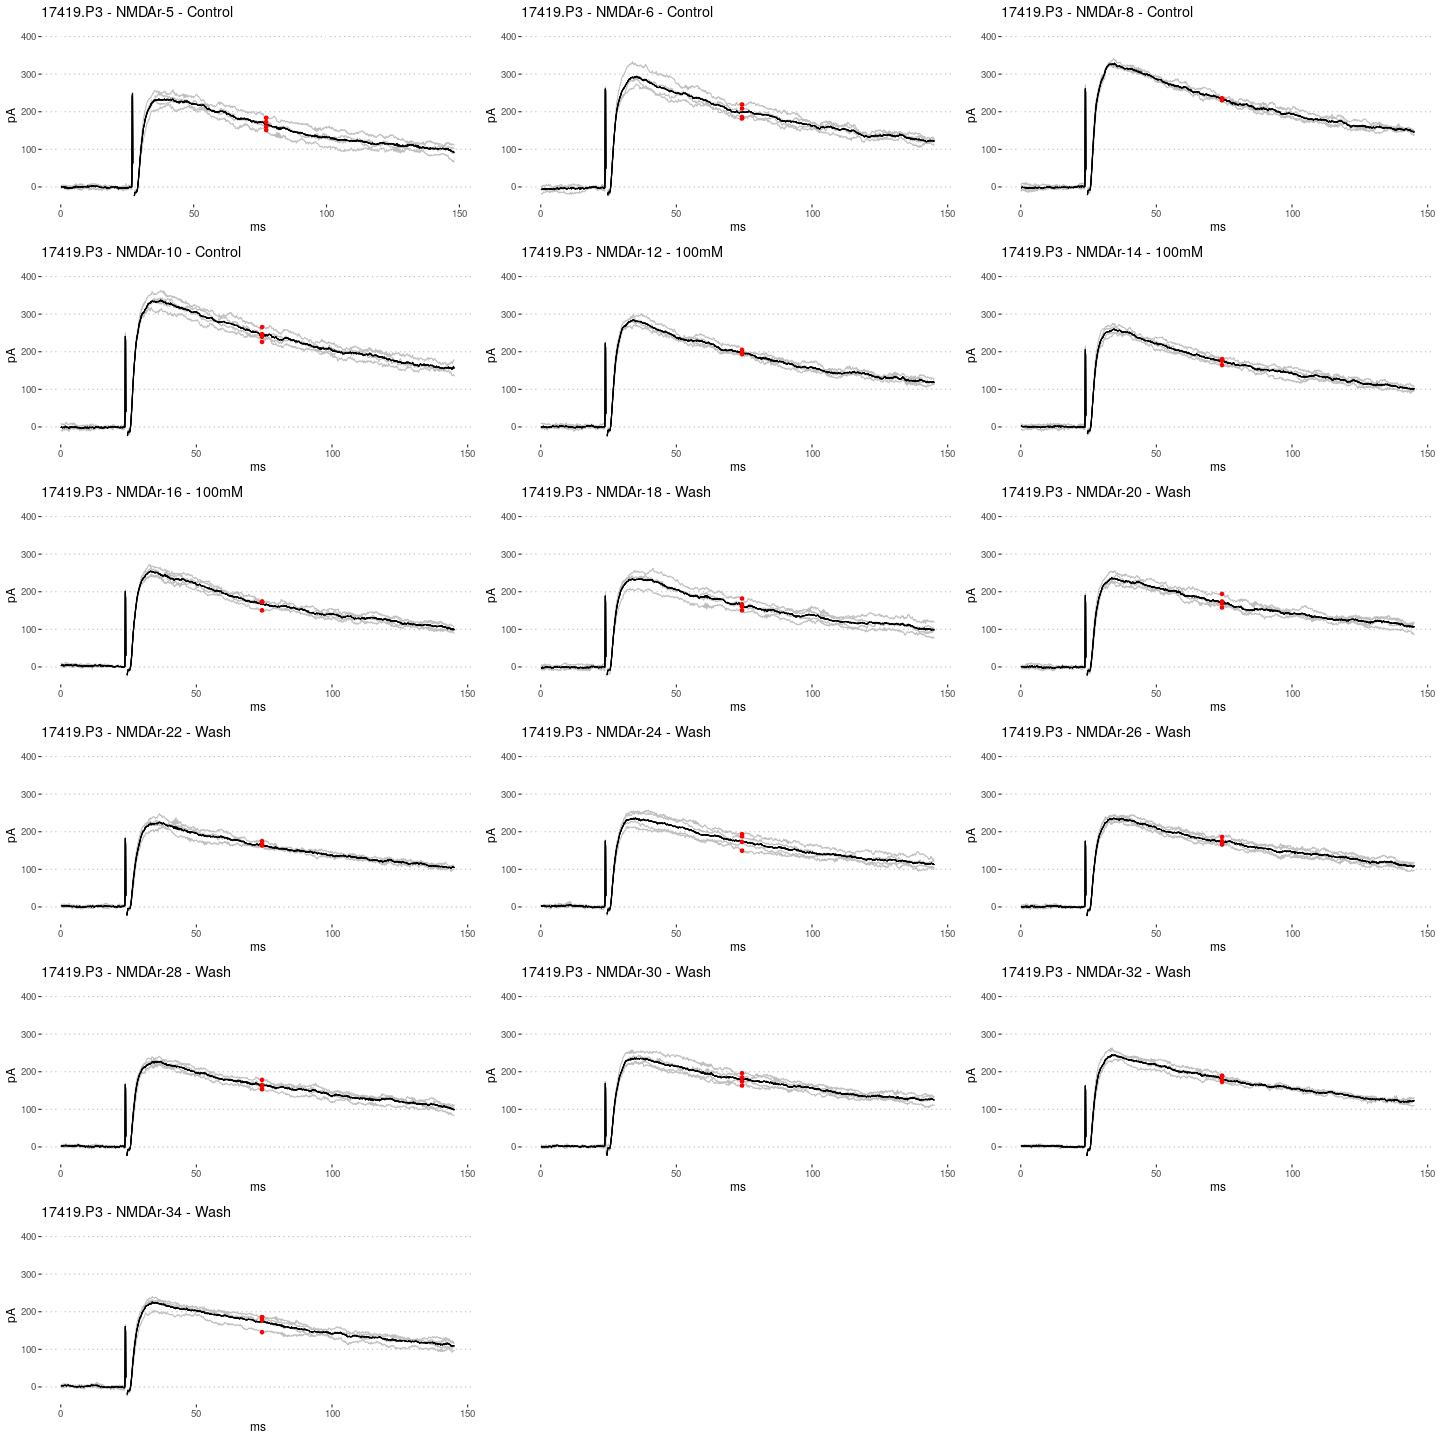 17419.P3 - NMDAr-5 - Control
17419.P3 - NMDAr-6 - Control
17419.P3 - NMDAr-8 - Control
400
300
200
100
0
pA
0 50 100 150
ms
400
300
200
100
0
pA
0 50 100 150
ms
400
300
200
100
0
pA
0 50 100 150
ms
17419.P3 - NMDAr-10 - Control
17419.P3 - NMDAr-12 - 100mM
17419.P3 - NMDAr-14 - 100mM
400
300
200
100
0
pA
0 50 100 150
ms
400
300
200
100
0
pA
0 50 100 150
ms
400
300
200
100
0
pA
0 50 100 150
ms
17419.P3 - NMDAr-16 - 100mM
17419.P3 - NMDAr-18 - Wash
17419.P3 - NMDAr-20 - Wash
400
300
200
100
0
pA
0 50 100 150
ms
400
300
200
100
0
pA
0 50 100 150
ms
400
300
200
100
0
pA
0 50 100 150
ms
17419.P3 - NMDAr-22 - Wash
17419.P3 - NMDAr-24 - Wash
17419.P3 - NMDAr-26 - Wash
400
300
200
100
0
pA
0 50 100 150
ms
400
300
200
100
0
pA
0 50 100 150
ms
400
300
200
100
0
pA
0 50 100 150
ms
17419.P3 - NMDAr-28 - Wash
17419.P3 - NMDAr-30 - Wash
17419.P3 - NMDAr-32 - Wash
400
300
200
100
0
pA
0 50 100 150
ms
400
300
200
100
0
pA
0 50 100 150
ms
400
300
200
100
0
pA
0 50 100 150
ms
17419.P3 - NMDAr-34 - Wash
400
300
200
100
0
pA
0 50 100 150
ms